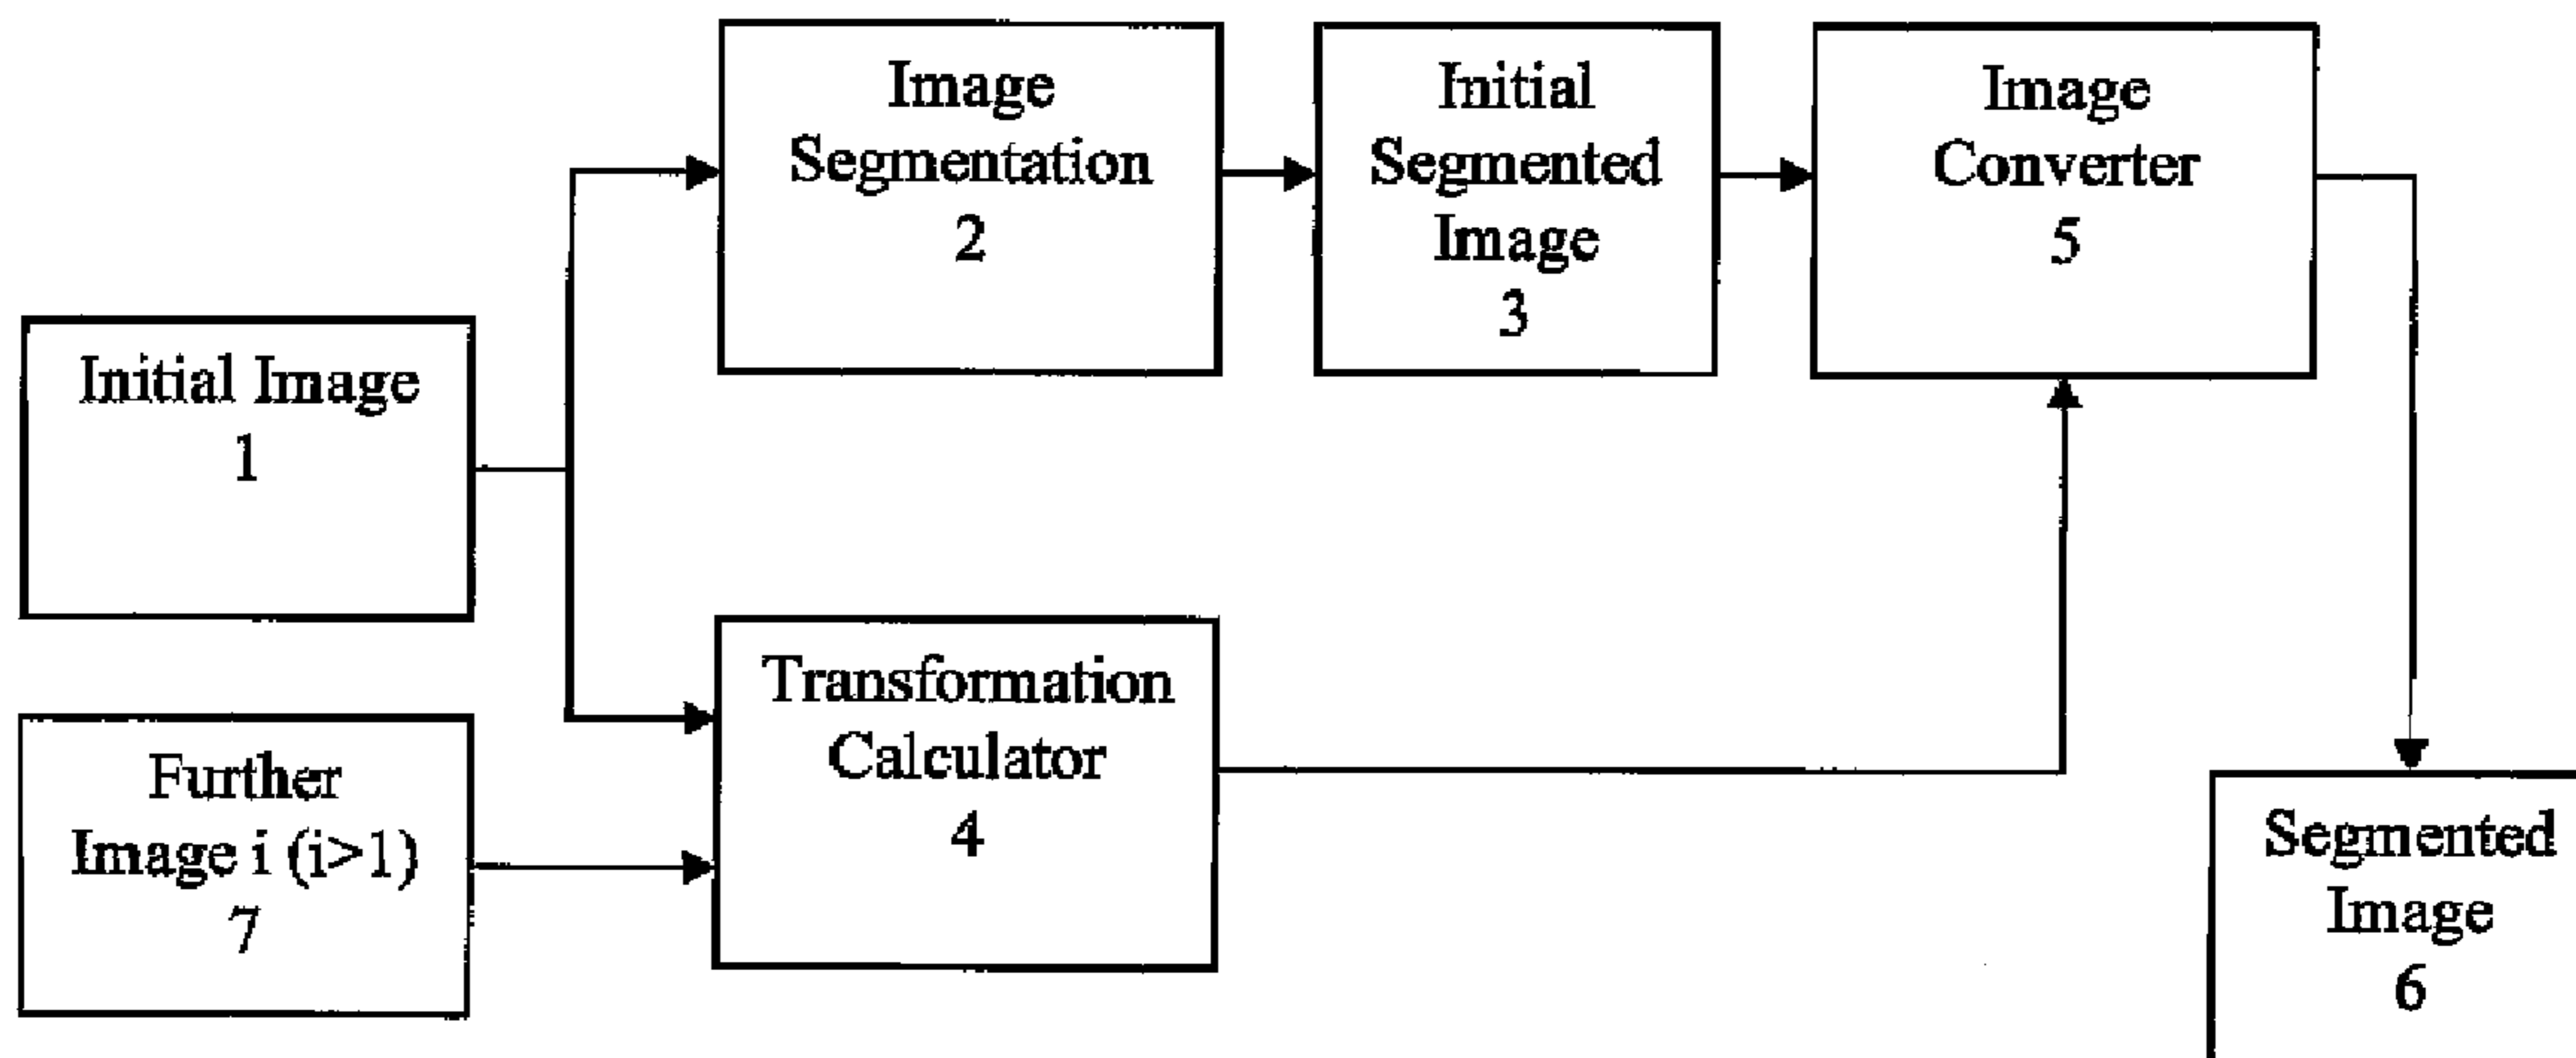 Image
Segmentation
2
Initial
Segmented
Image
3
Image
Converter
5
Initial Image
1
Transformation
Calculator
4
Further
Image i (i>1)
7
Segmented
Image
6